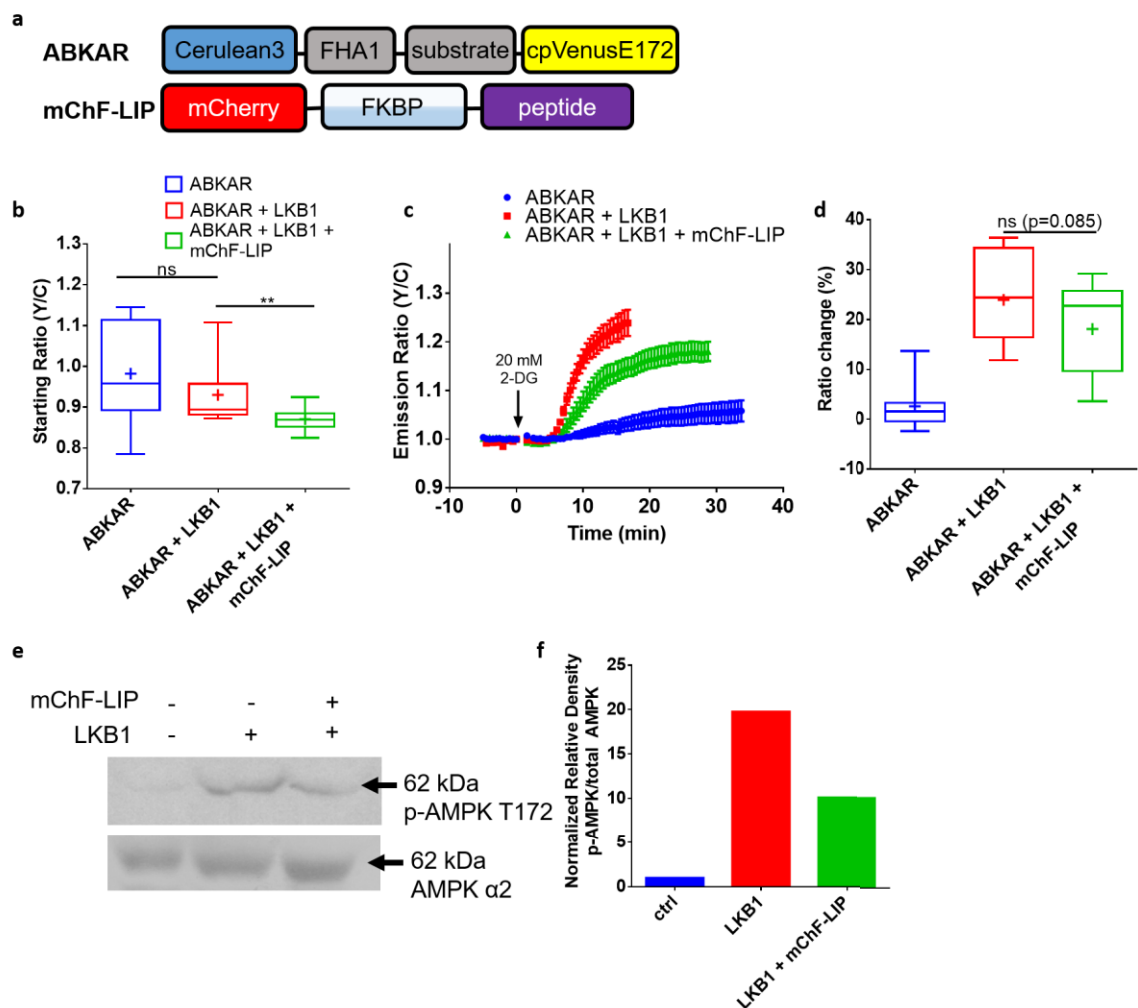 a
ABKAR
Cerulean3 FHA1 substrate cpVenusE172
mChF-LIP
mCherry FKBP peptide
b
ABKAR
ABKAR + LKB1
ABKAR + LKB1 +
mChF-LIP
Starting Ratio (Y/C)
1.3
1.2
1.1
1.0
0.9
0.8
0.7
ns
**
ABKAR
ABKAR + LKB1
ABKAR + LKB1 +
mChF-LIP
c
ABKAR
ABKAR + LKB1
ABKAR + LKB1 + mChF-LIP
Emission Ratio (Y/C)
1.3
1.2
1.1
1.0
0.9
20 mM
2-DG
-10 0 10 20 30 40
Time (min)
d
Ratio change (%)
40
30
20
10
0
-10
ns (p=0.085)
ABKAR
ABKAR + LKB1
ABKAR + LKB1 +
mChF-LIP
e
mChF-LIP - - +
LKB1 - + +
62 kDa
p-AMPK T172
62 kDa
AMPK α2
f
Normalized Relative Density
p-AMPK/total AMPK
25
20
15
10
5
0
ctrl
LKB1
LKB1 + mChF-LIP